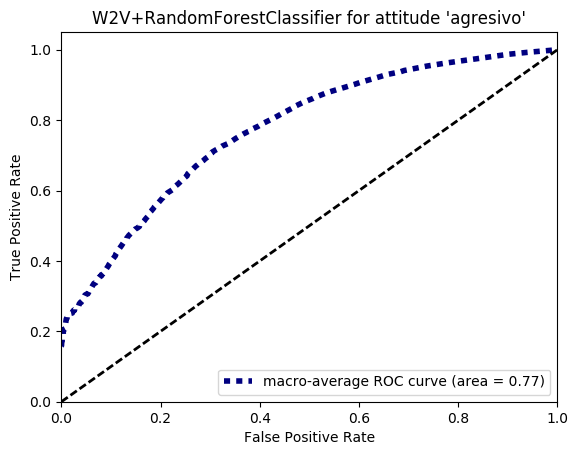 W2V+RandomForestClassifier for attitude 'agresivo'
1.0
0.8
0.6
0.4
0.2
0.0
True Positive Rate
macro-average ROC curve (area = 0.77)
0.0 0.2 0.4 0.6 0.8 1.0
False Positive Rate